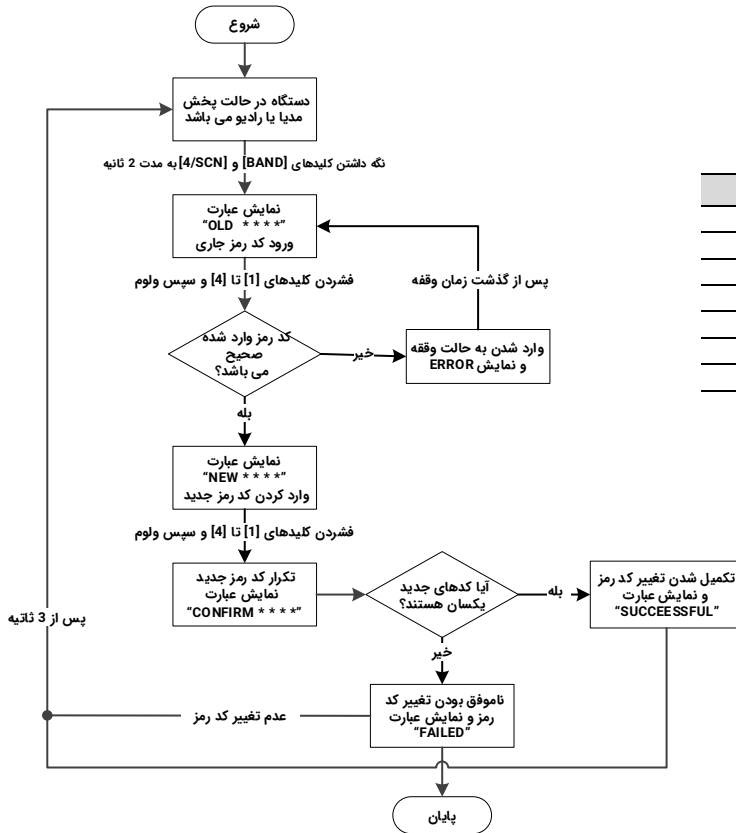 شروع
دستگاه در حالت پخش
مدیا یا رادیو می باشد
نگه داشتن کلیدهای [BAND] و [4/SCN] به مدت 2 ثانیه
نمایش عبارت
“OLD * * * *”
ورود کد رمز جاری
فشردن کلیدهای [1] تا [4] و سپس ولوم
پس از گذشت زمان وقفه
کد رمز وارد شده
صحیح
می باشد؟
خیر
وارد شدن به حالت وقفه
و نمایش ERROR
بله
نمایش عبارت
“NEW * * * *”
وارد کردن کد رمز جدید
فشردن کلیدهای [1] تا [4] و سپس ولوم
تکرار کد رمز جدید
نمایش عبارت
“CONFIRM * * * *”
آیا کدهای جدید
یکسان هستند؟
بله
تکمیل شدن تغییر کد رمز
و نمایش عبارت
“SUCCEESSFUL”
پس از 3 ثانیه
خیر
ناموفق بودن تغییر کد
رمز و نمایش عبارت
“FAILED”
عدم تغییر کد رمز
پایان